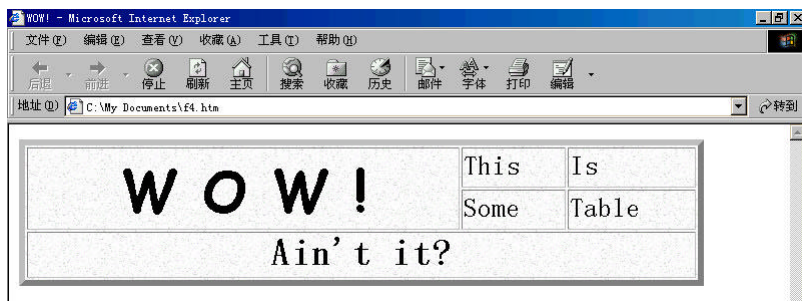 WOW! - Microsoft Internet Explorer
文件(F) 编辑(E) 查看(V) 收藏(A) 工具(T) 帮助(H)
后退 前进 停止 刷新 主页 搜索 收藏 历史 邮件 字体 打印 编辑
地址(D) C:\My Documents\f4.htm 转到
WOW! This Is
Some Table
Ain't it?